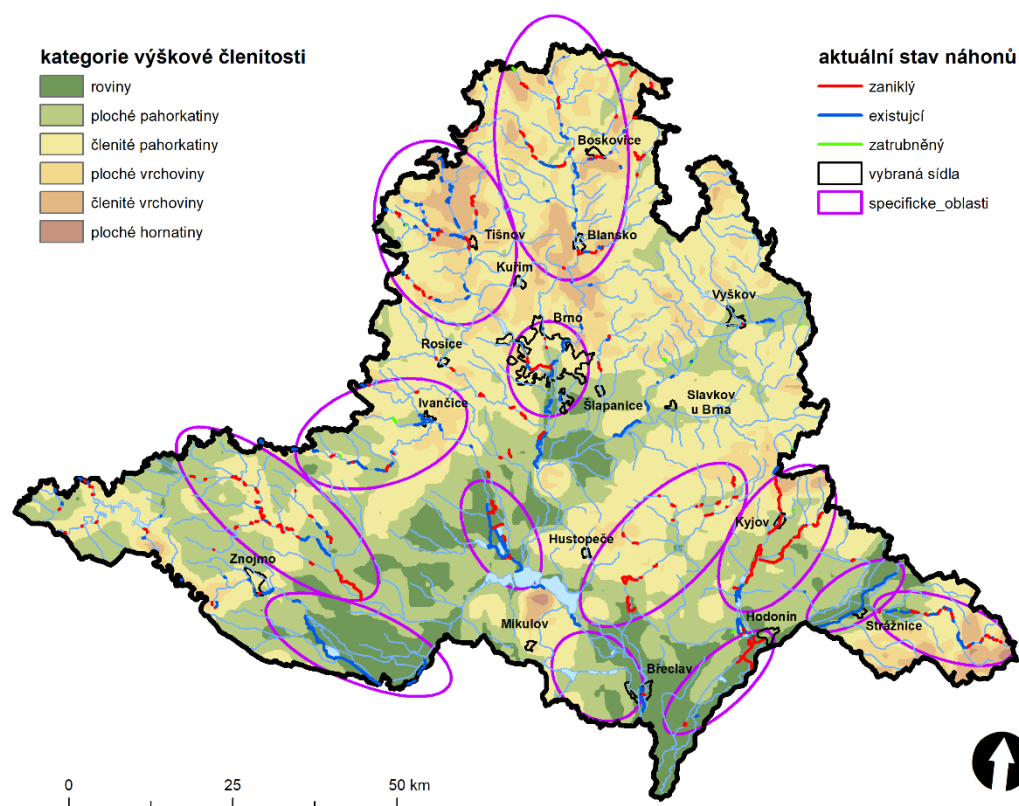 kategorie výškové členitosti
roviny
ploché pahorkatiny
členité pahorkatiny
ploché vrchoviny
členité vrchoviny
ploché hornatiny
aktuální stav náhonů
zaniklý
existujcí
zatrubněný
vybraná sídla
specificke_oblasti
Boskovice
Tišnov
Blansko
Kuřim
Vyškov
Brno
Rosice
Šlapanice
Slavkov
u Brna
Ivančice
Kyjov
Hustopeče
Znojmo
Hodonín
Strážnice
Mikulov
Břeclav
0 25 50 km